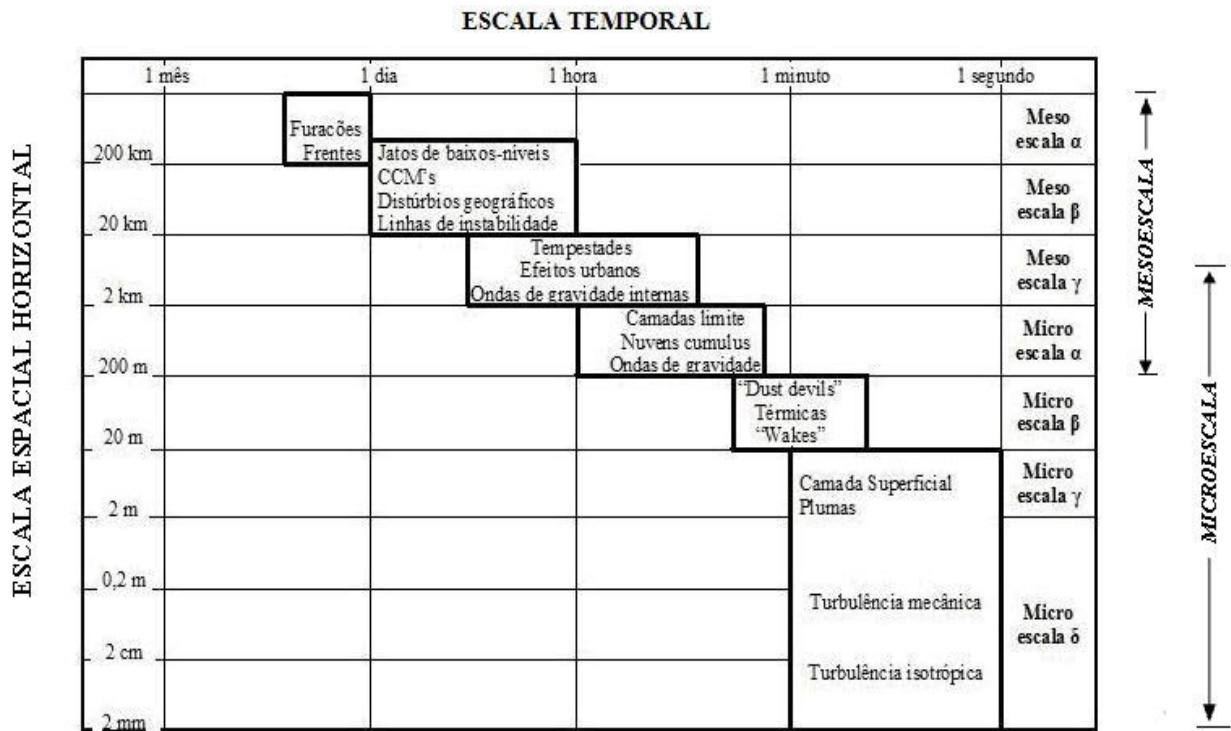 ESCALA TEMPORAL
ESCALA ESPACIAL HORIZONTAL
1 mês 1 dia 1 hora 1 minuto 1 segundo
Furacões
Frentes
200 km
Meso
escala α
Jatos de baixos-níveis
CCM's
Distúrbios geográficos
Linhas de instabilidade
20 km
Meso
escala β
Tempestades
Efeitos urbanos
Ondas de gravidade internas
2 km
Meso
escala γ
Camadas limite
Nuvens cumulus
Ondas de gravidade
200 m
Micro
escala α
"Dust devils"
Térmicas
"Wakes"
20 m
Micro
escala β
Camada Superficial
Plumas
2 m
Micro
escala γ
0,2 m
Turbulência mecânica
2 cm
Turbulência isotrópica
2 mm
Micro
escala δ
MESOESCALA
MICROESCALA